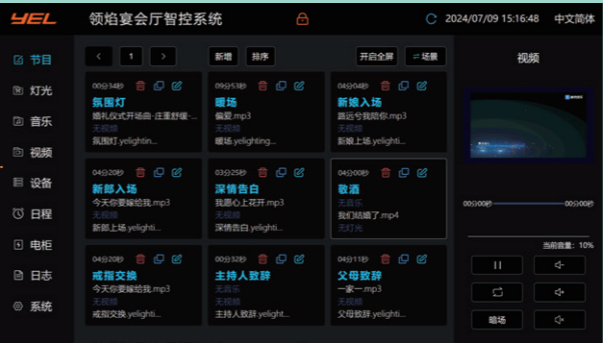 YEL 领焰宴会厅智控系统 2024/07/09 15:16:48 中文简体
节目
灯光
音乐
视频
设备
日程
电柜
日志
系统
< 1 > 新增 排序 开启全屏 场景
00分34秒
氛围灯
婚礼仪式开场曲-庄重舒缓-...
无视频
氛围灯.yelightin...
09分53秒
暖场
偏爱.mp3
无视频
暖场.yelighting...
04分04秒
新娘入场
路远兮我陪你.mp3
无视频
新娘上场.yelighti...
04分20秒
新郎入场
今天你要嫁给我.mp3
无视频
新郎上场.yelighti...
03分25秒
深情告白
我愿心上花开.mp3
无视频
深情告白.yelighti...
04分00秒
敬酒
无音乐
我们结婚了.mp4
无灯光
04分20秒
戒指交换
今天你要嫁给我.mp3
无视频
戒指交换.yelighti...
00分32秒
主持人致辞
无音乐
无视频
主持人致辞.yelight...
04分11秒
父母致辞
一家一.mp3
无视频
父母致辞.yelighti...
视频
00分00秒 00分00秒
当前音量：10%
暗场